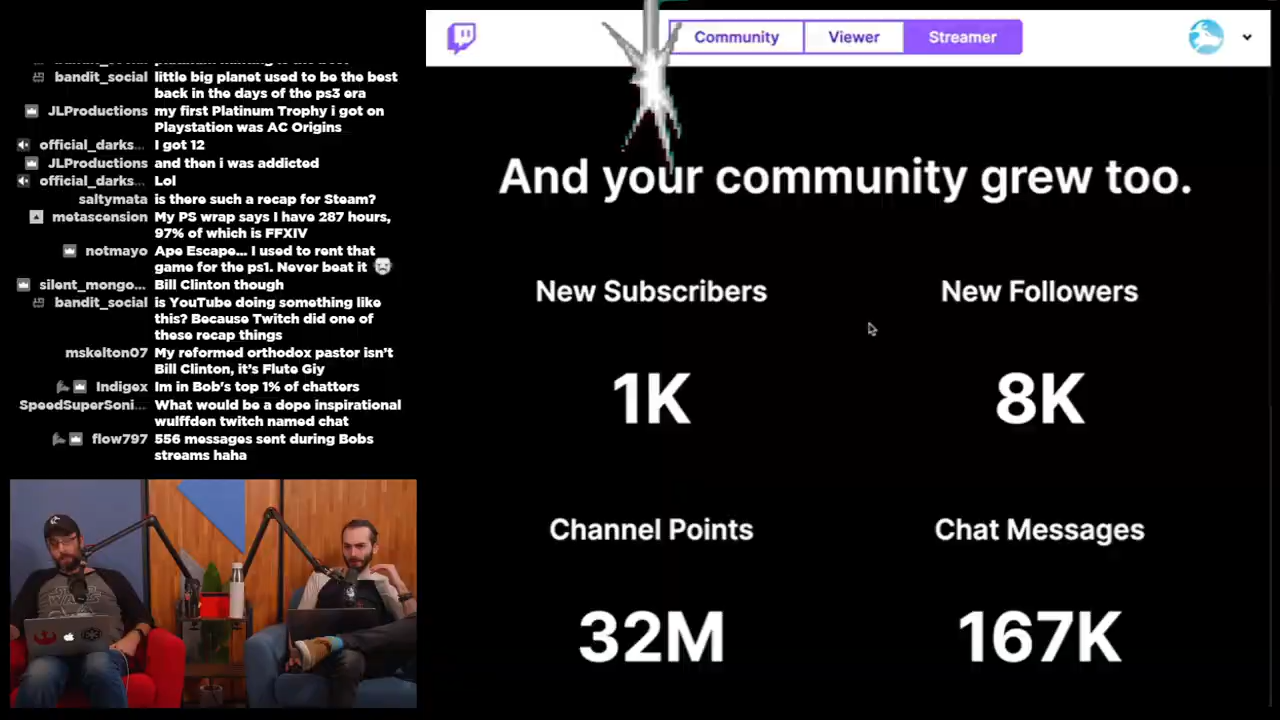 bandit_social little big planet used to be the best
back in the days of the ps3 era
JLProductions my first Platinum Trophy i got on
Playstation was AC Origins
official_darks... I got 12
JLProductions and then i was addicted
official_darks... Lol
saltymata is there such a recap for Steam?
metascension My PS wrap says I have 287 hours,
97% of which is FFXIV
notmayo Ape Escape... I used to rent that
game for the ps1. Never beat it
silent_mongo... Bill Clinton though
bandit_social is YouTube doing something like
this? Because Twitch did one of
these recap things
mskelton07 My reformed orthodox pastor isn't
Bill Clinton, it's Flute Giy
Indigex Im in Bob's top 1% of chatters
SpeedSuperSoni... What would be a dope inspirational
wulffden twitch named chat
flow797 556 messages sent during Bobs
streams haha
Community Viewer Streamer
And your community grew too.
New Subscribers New Followers
1K 8K
Channel Points Chat Messages
32M 167K